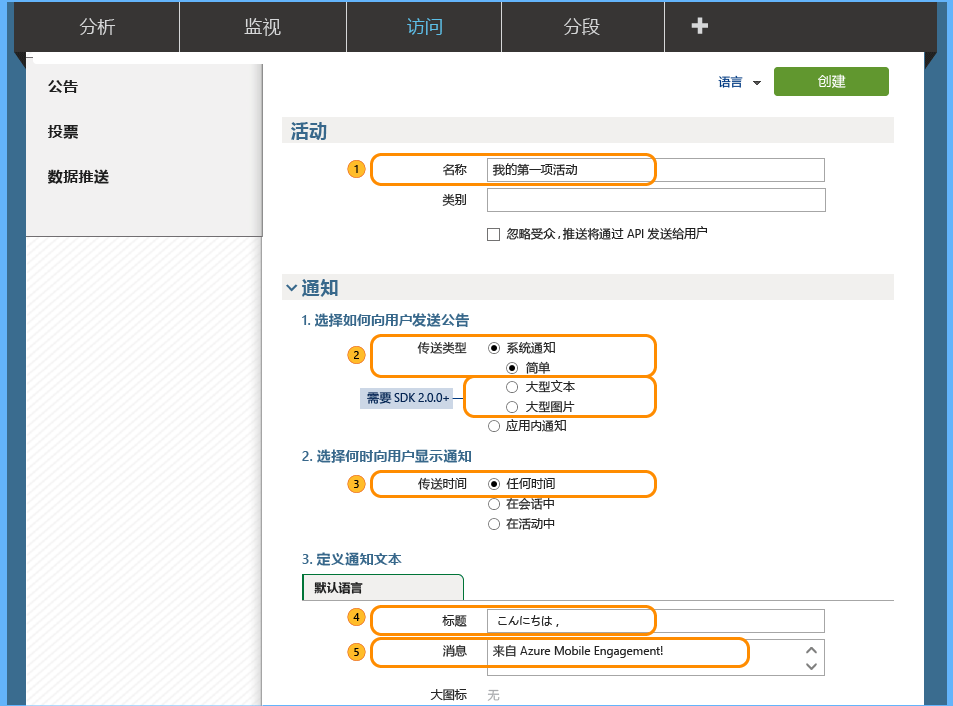 分析 监视 访问 分段
公告
投票
数据推送
语言 创建
活动
1 名称 我的第一项活动
类别
忽略受众,推送将通过 API 发送给用户
通知
1. 选择如何向用户发送公告
2 传送类型 系统通知
简单
需要 SDK 2.0.0+ 大型文本
大型图片
应用内通知
2. 选择何时向用户显示通知
3 传送时间 任何时间
在会话中
在活动中
3. 定义通知文本
默认语言
4 标题 こんにちは ,
5 消息 来自 Azure Mobile Engagement!
大图标 无